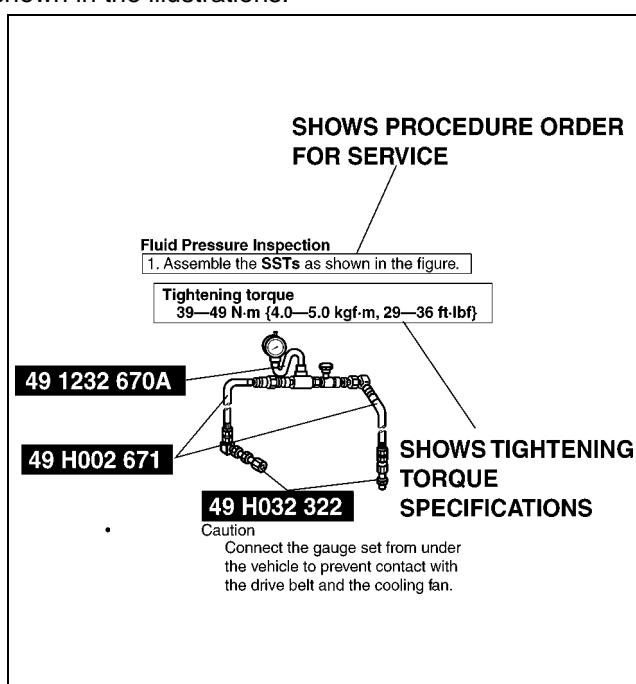 shown in the illustrations.
SHOWS PROCEDURE ORDER
FOR SERVICE
Fluid Pressure Inspection
1. Assemble the SSTs as shown in the figure.
Tightening torque
39—49 N·m {4.0—5.0 kgf·m, 29—36 ft·lbf}
49 1232 670A
49 H002 671
49 H032 322
SHOWS TIGHTENING
TORQUE
SPECIFICATIONS
•
Caution
Connect the gauge set from under
the vehicle to prevent contact with
the drive belt and the cooling fan.